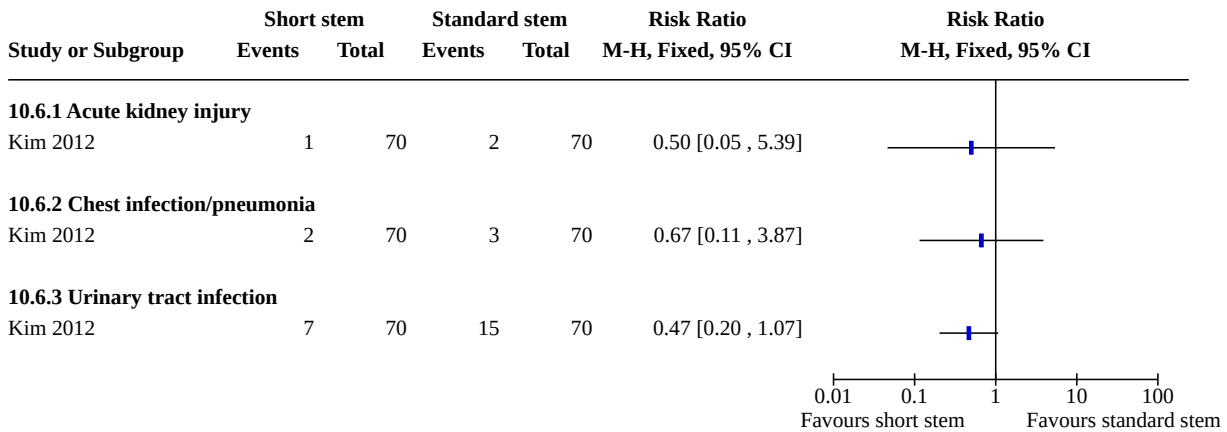 Short stem Standard stem Risk Ratio Risk Ratio
Study or Subgroup Events Total Events Total M-H, Fixed, 95% CI M-H, Fixed, 95% CI
10.6.1 Acute kidney injury
Kim 2012 1 70 2 70 0.50 [0.05 , 5.39]
10.6.2 Chest infection/pneumonia
Kim 2012 2 70 3 70 0.67 [0.11 , 3.87]
10.6.3 Urinary tract infection
Kim 2012 7 70 15 70 0.47 [0.20 , 1.07]
0.01 0.1 1 10 100
Favours short stem Favours standard stem